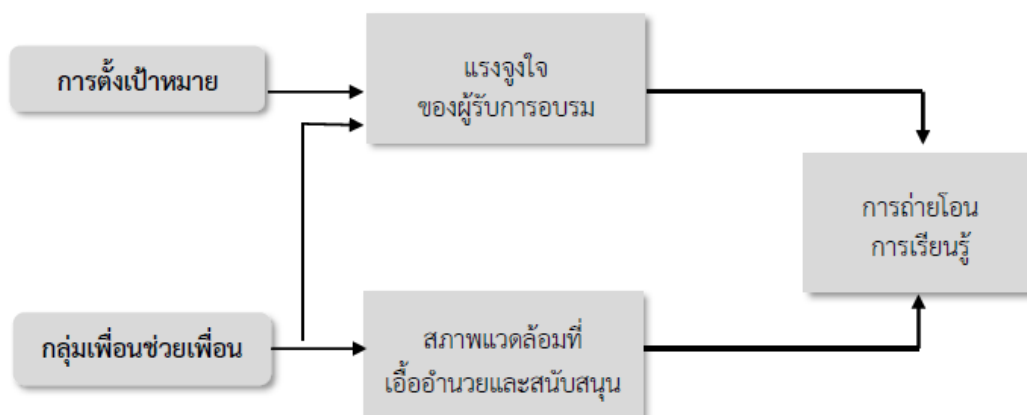 การตั้งเป้าหมาย
แรงจูงใจ
ของผู้รับการอบรม
การถ่ายโอน
การเรียนรู้
กลุ่มเพื่อนช่วยเพื่อน
สภาพแวดล้อมที่
เอื้ออำนวยและสนับสนุน